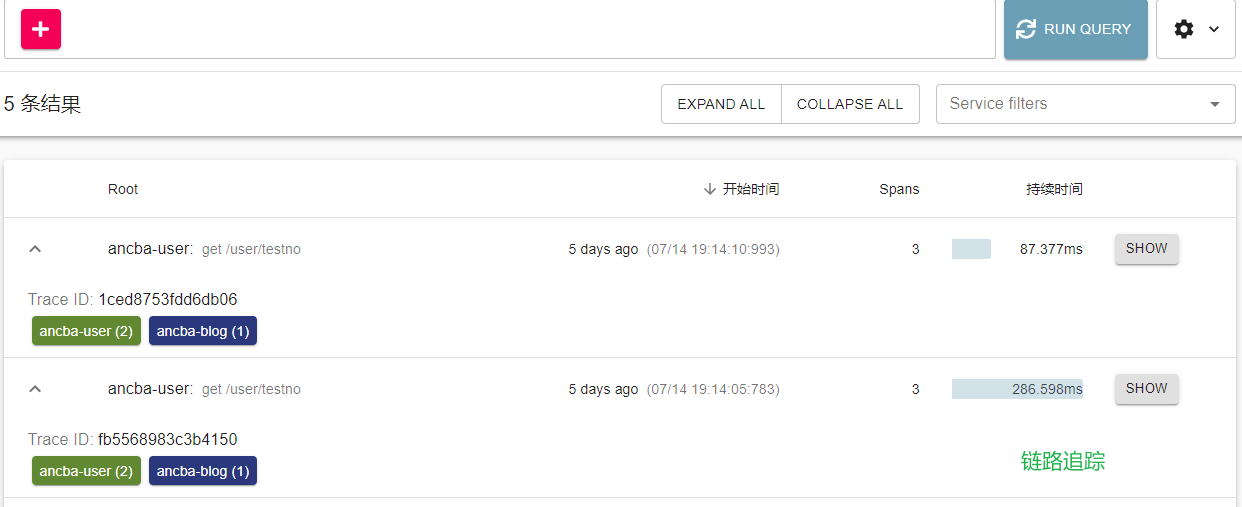 RUN QUERY
5 条结果
EXPAND ALL
COLLAPSE ALL
Service filters
Root
开始时间
Spans
持续时间
ancba-user: get /user/testno
5 days ago (07/14 19:14:10:993)
3
87.377ms
SHOW
Trace ID: 1ced8753fdd6db06
ancba-user (2)
ancba-blog (1)
ancba-user: get /user/testno
5 days ago (07/14 19:14:05:783)
3
286.598ms
SHOW
Trace ID: fb5568983c3b4150
ancba-user (2)
ancba-blog (1)
链路追踪